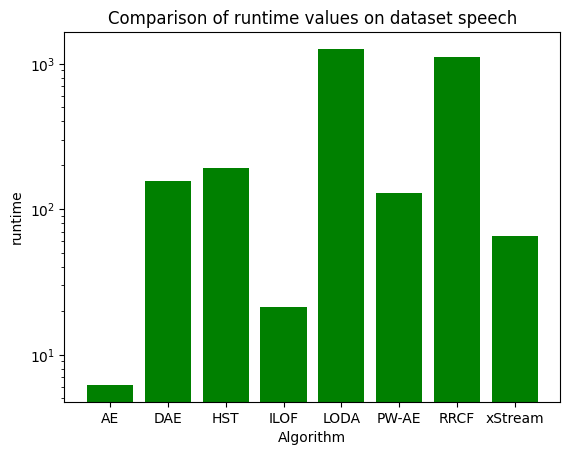 Comparison of runtime values on dataset speech
runtime
10³
10²
10¹
AE DAE HST ILOF LODA PW-AE RRCF xStream
Algorithm